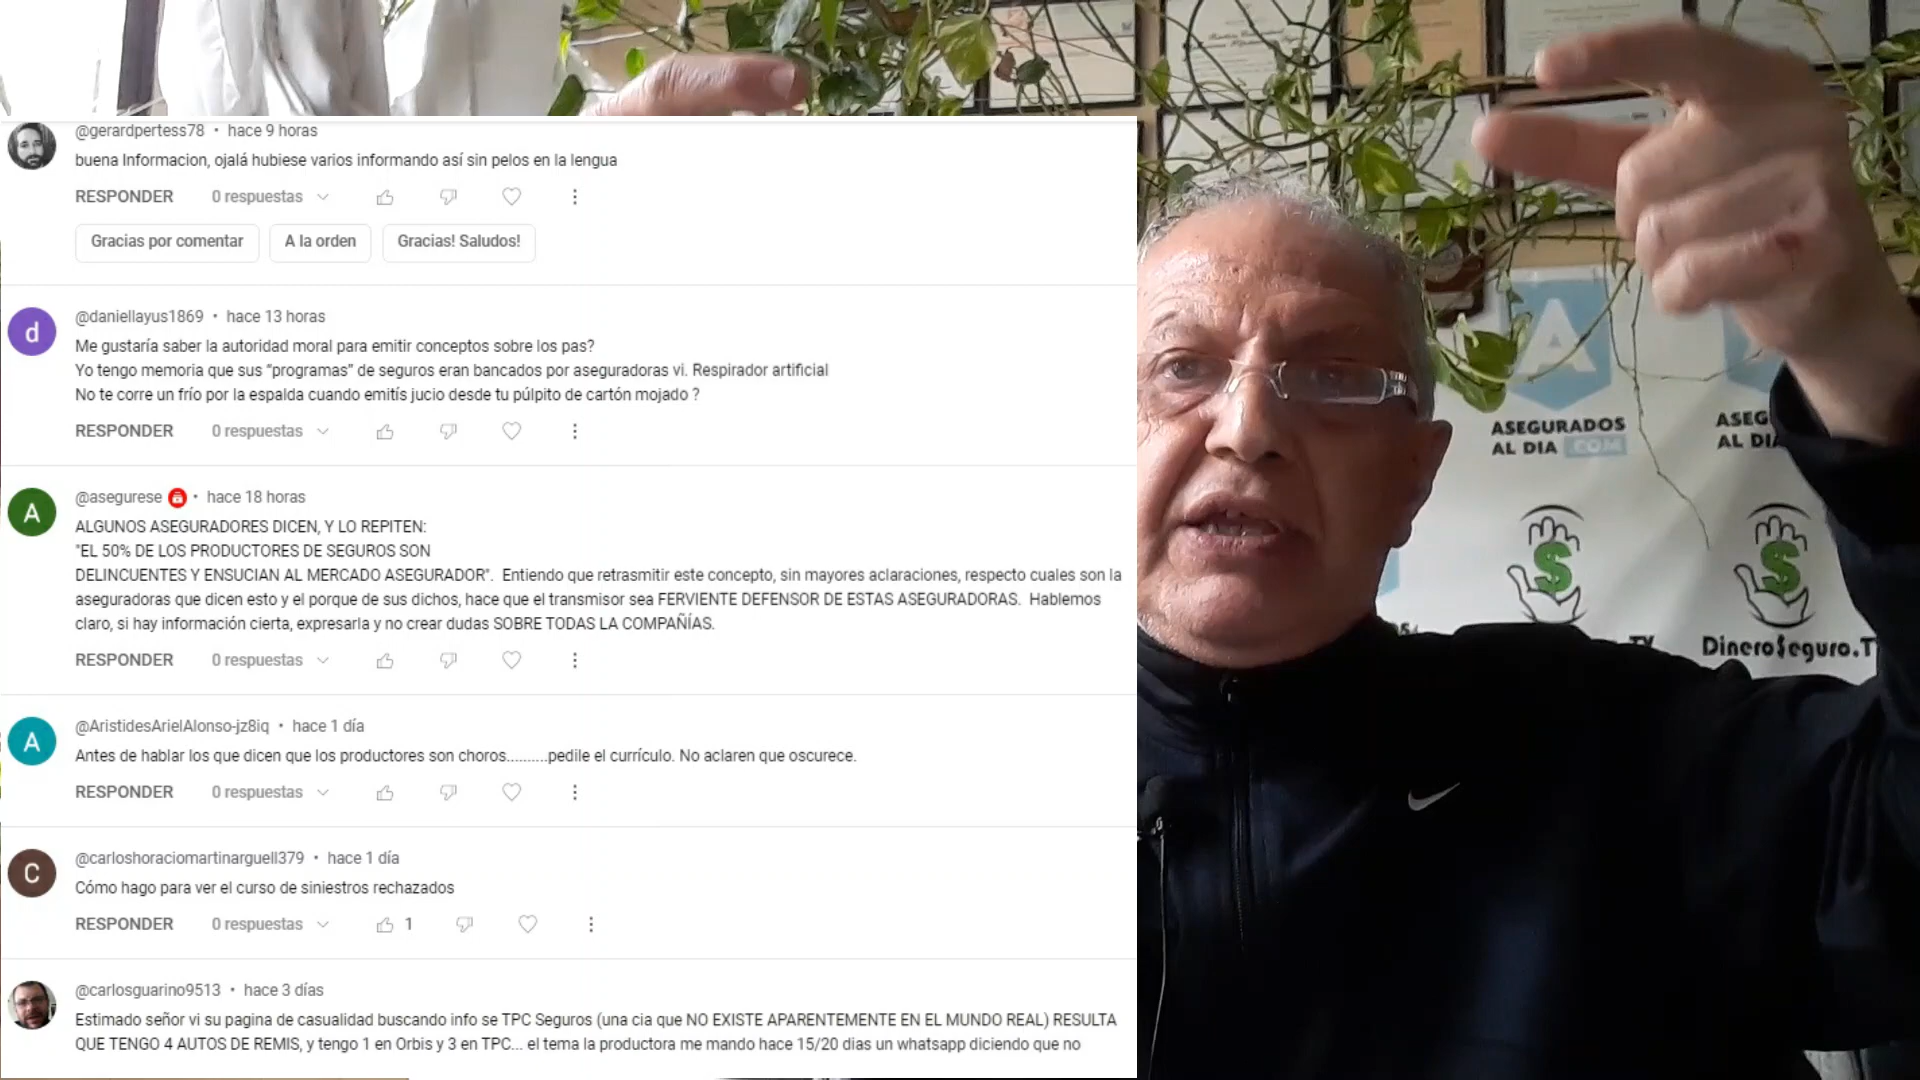 @gerardpertess78 • hace 9 horas
buena Informacion, ojalá hubiese varios informando así sin pelos en la lengua
RESPONDER 0 respuestas
Gracias por comentar A la orden Gracias! Saludos!
d
@daniellayus1869 • hace 13 horas
Me gustaría saber la autoridad moral para emitir conceptos sobre los pas?
Yo tengo memoria que sus “programas” de seguros eran bancados por aseguradoras vi. Respirador artificial
No te corre un frío por la espalda cuando emitís jucio desde tu púlpito de cartón mojado ?
RESPONDER 0 respuestas
A
@asegurese • hace 18 horas
ALGUNOS ASEGURADORES DICEN, Y LO REPITEN:
"EL 50% DE LOS PRODUCTORES DE SEGUROS SON
DELINCUENTES Y ENSUCIAN AL MERCADO ASEGURADOR". Entiendo que retrasmitir este concepto, sin mayores aclaraciones, respecto cuales son la
aseguradoras que dicen esto y el porque de sus dichos, hace que el transmisor sea FERVIENTE DEFENSOR DE ESTAS ASEGURADORAS. Hablemos
claro, si hay información cierta, expresarla y no crear dudas SOBRE TODAS LA COMPAÑÍAS.
RESPONDER 0 respuestas
A
@AristidesArielAlonso-jz8iq • hace 1 día
Antes de hablar los que dicen que los productores son choros..........pedile el currículo. No aclaren que oscurece.
RESPONDER 0 respuestas
C
@carloshoraciomartinarguell379 • hace 1 día
Cómo hago para ver el curso de siniestros rechazados
RESPONDER 0 respuestas 1
@carlosguarino9513 • hace 3 días
Estimado señor vi su pagina de casualidad buscando info se TPC Seguros (una cia que NO EXISTE APARENTEMENTE EN EL MUNDO REAL) RESULTA
QUE TENGO 4 AUTOS DE REMIS, y tengo 1 en Orbis y 3 en TPC... el tema la productora me mando hace 15/20 dias un whatsapp diciendo que no
A
ASEGURADOS
AL DIA .COM
ASEG
AL DIA
$
$
TV
DineroSeguro.T